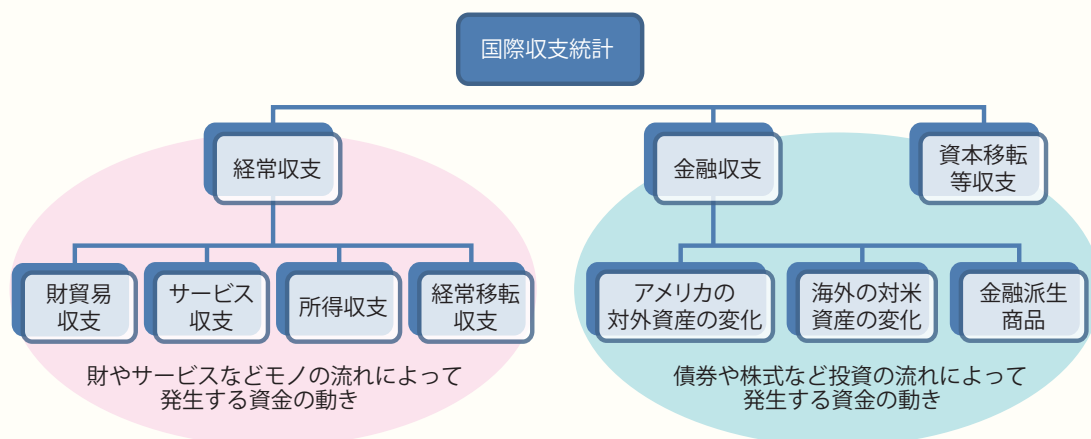 国際収支統計
経常収支
金融収支
資本移転
等収支
財貿易
収支
サービス
収支
所得収支
経常移転
収支
アメリカの
対外資産の変化
海外の対米
資産の変化
金融派生
商品
財やサービスなどモノの流れによって
発生する資金の動き
債券や株式など投資の流れによって
発生する資金の動き